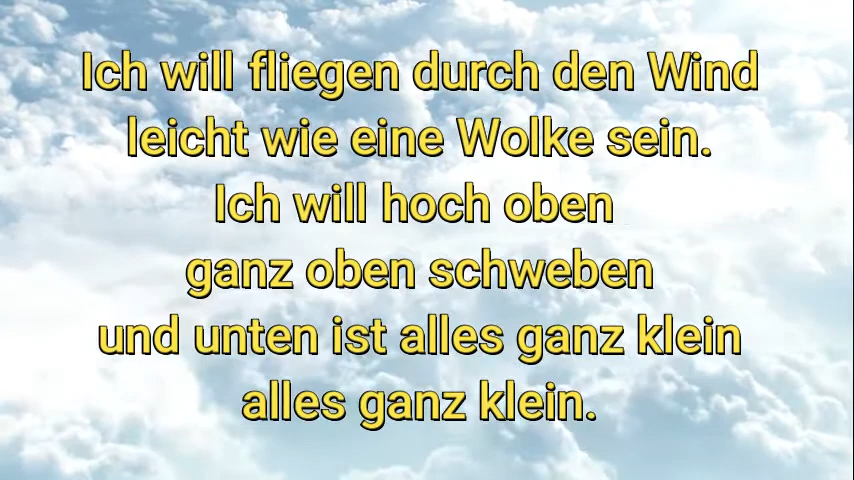 Ich will fliegen durch den Wind
leicht wie eine Wolke sein.
Ich will hoch oben
ganz oben schweben
und unten ist alles ganz klein
alles ganz klein.